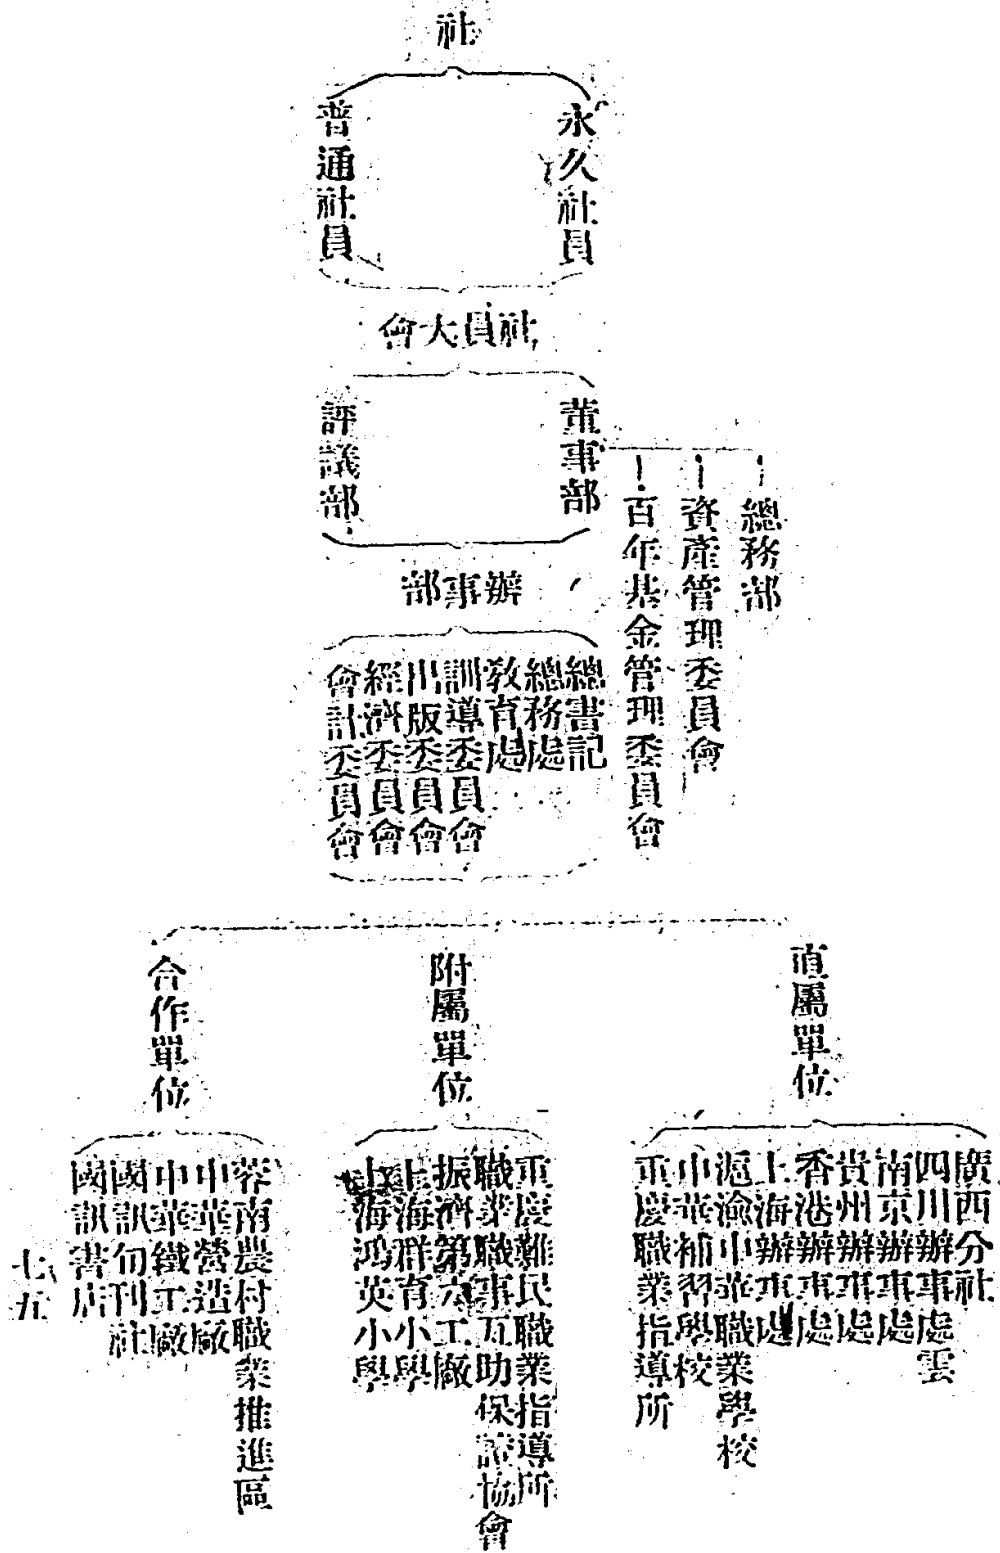 社
永久社員
普通社員
社員大會
董事部
評議部
總務部
資產管理委員會
百年基金管理委員會
辦事部
總書記
總務處
教育處
訓導委員會
出版委員會
經濟委員會
會計委員會
直屬單位
附屬單位
合作單位
廣西分社
四川辦事處雲
南京辦事處
貴州辦事處
香港辦事處
上海辦事處
滬渝中華職業學校
中華補習學校
重慶職業指導所
重慶難民職業指導所
職業職事互助保證協會
振濟第六工廠
上海群育小學
上海鴻英小學
蓉南農村職業推進區
中華營造廠
中華鐵工廠
國訊旬刊社
國訊書店
七五